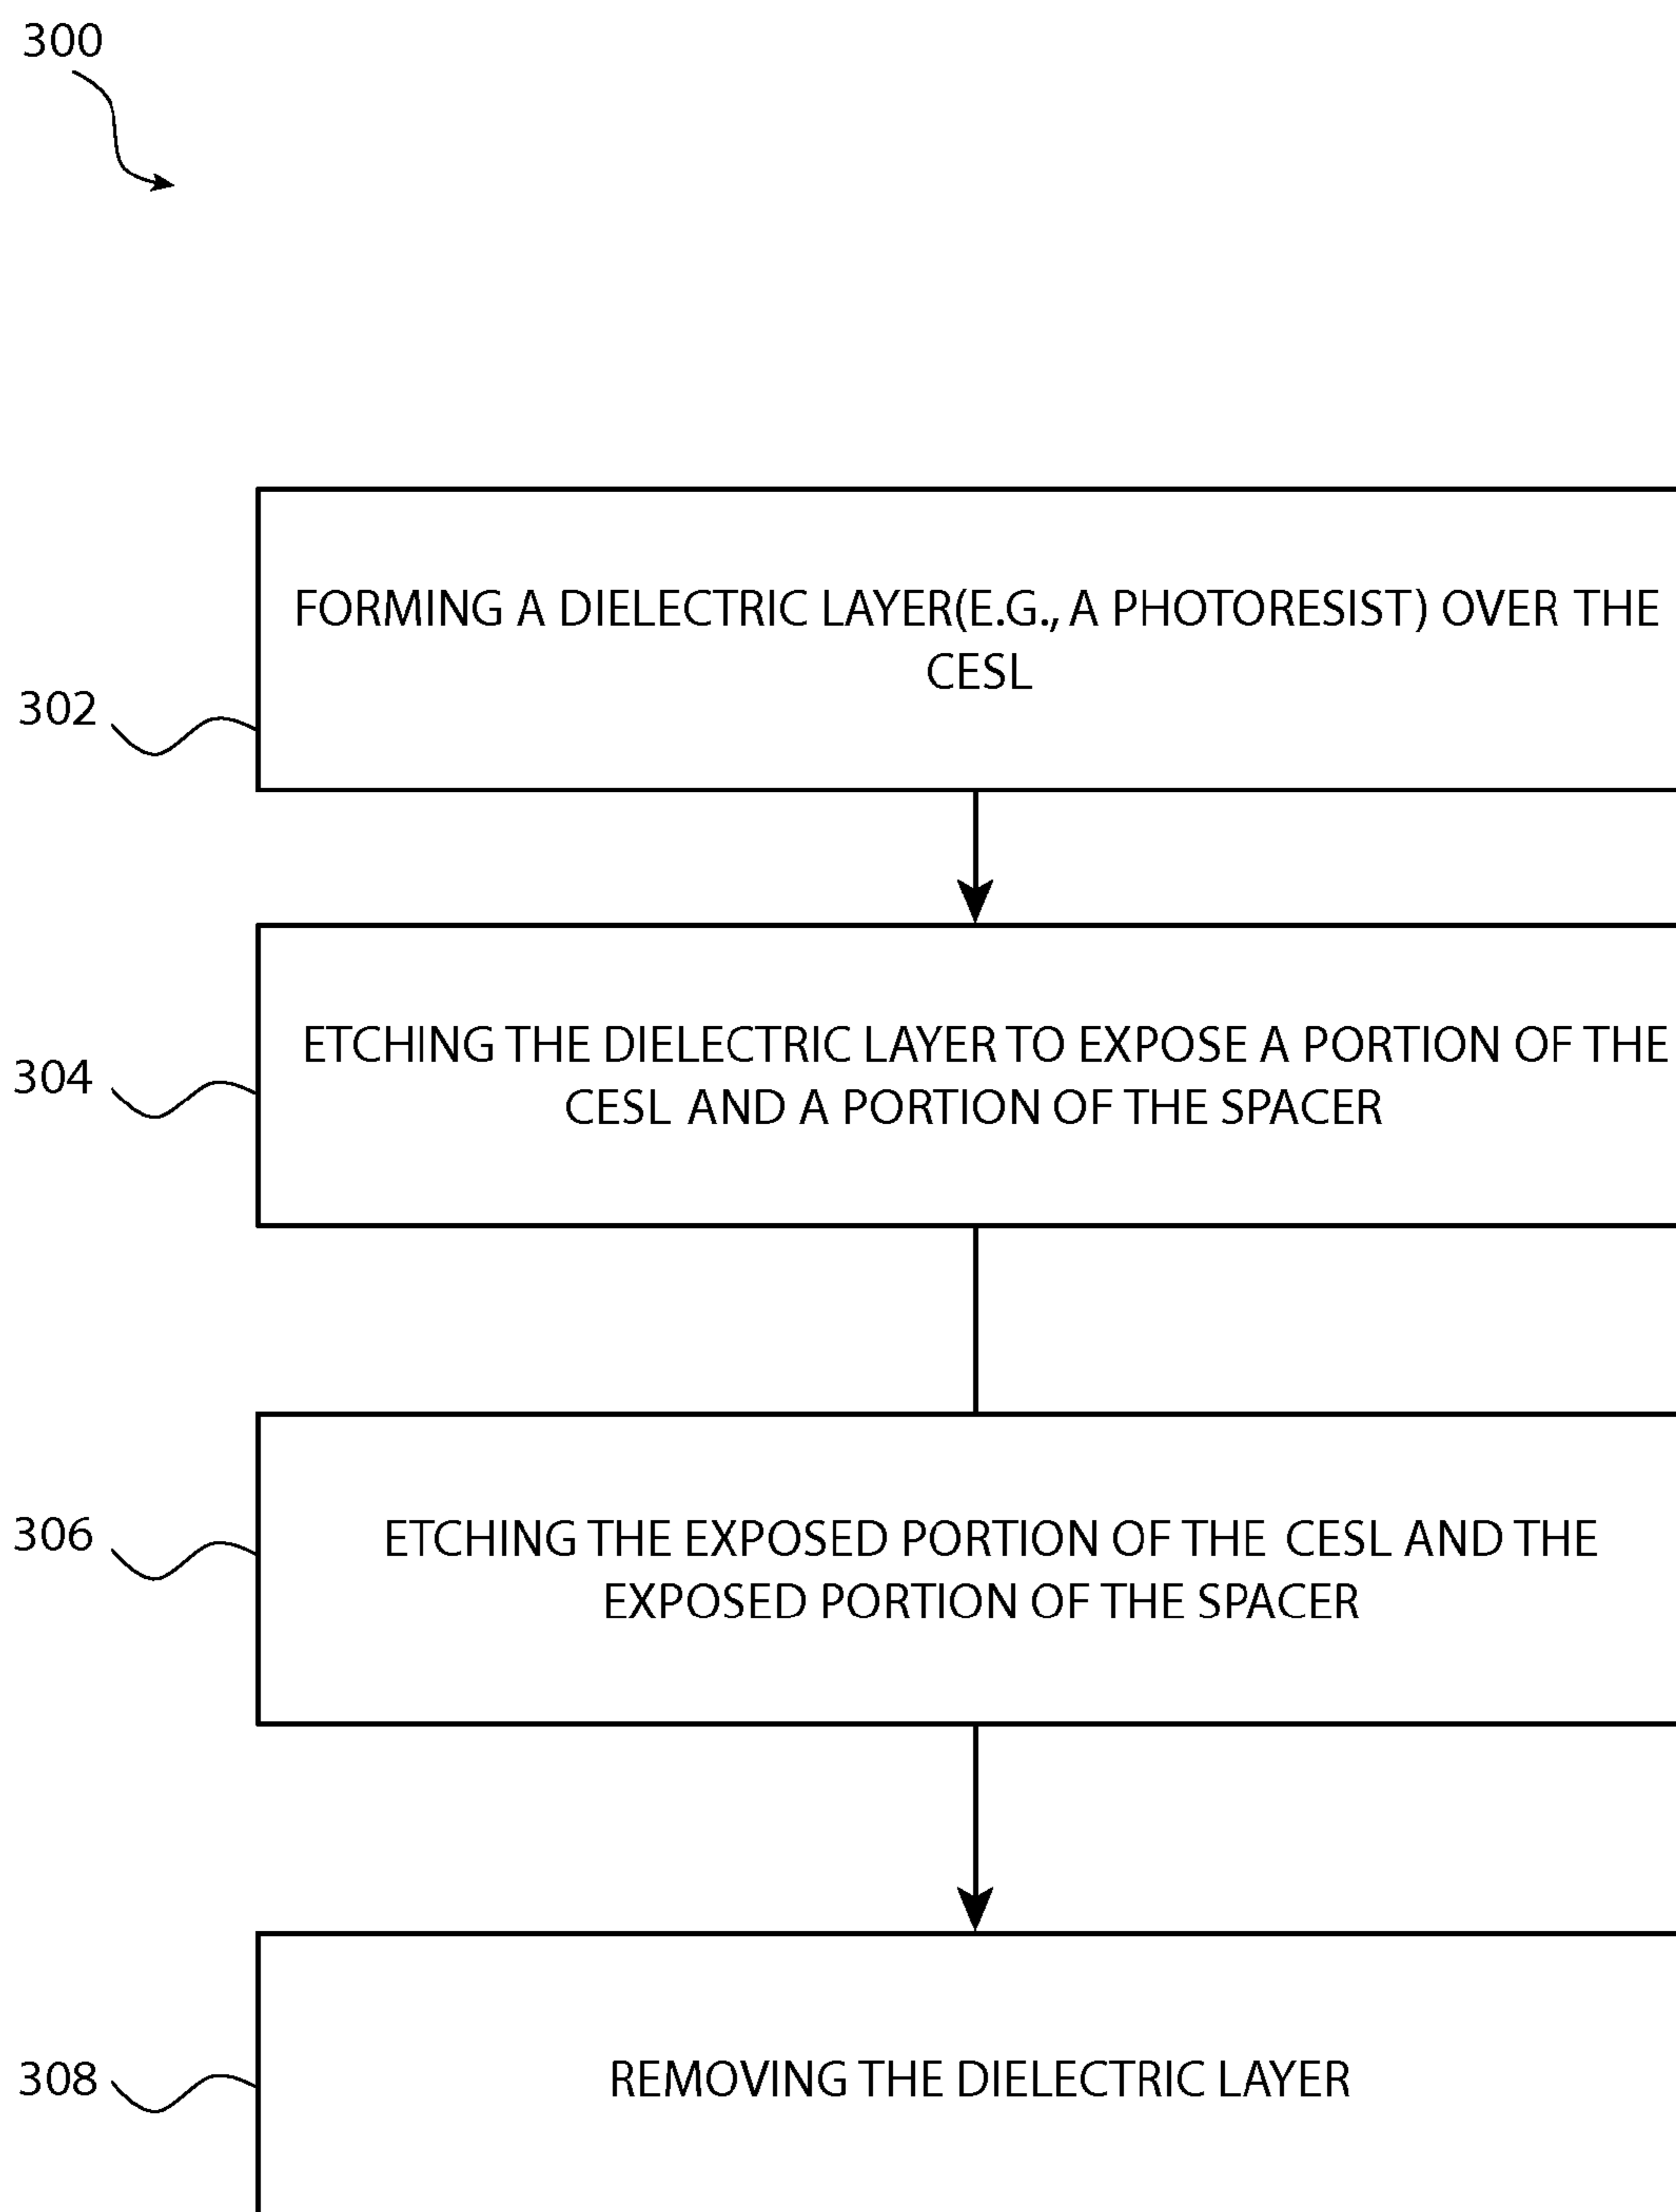 300
FORMING A DIELECTRIC LAYER(E.G., A PHOTORESIST) OVER THE
CESL
302
ETCHING THE DIELECTRIC LAYER TO EXPOSE A PORTION OF THE
CESL AND A PORTION OF THE SPACER
304
ETCHING THE EXPOSED PORTION OF THE CESL AND THE
EXPOSED PORTION OF THE SPACER
306
REMOVING THE DIELECTRIC LAYER
308